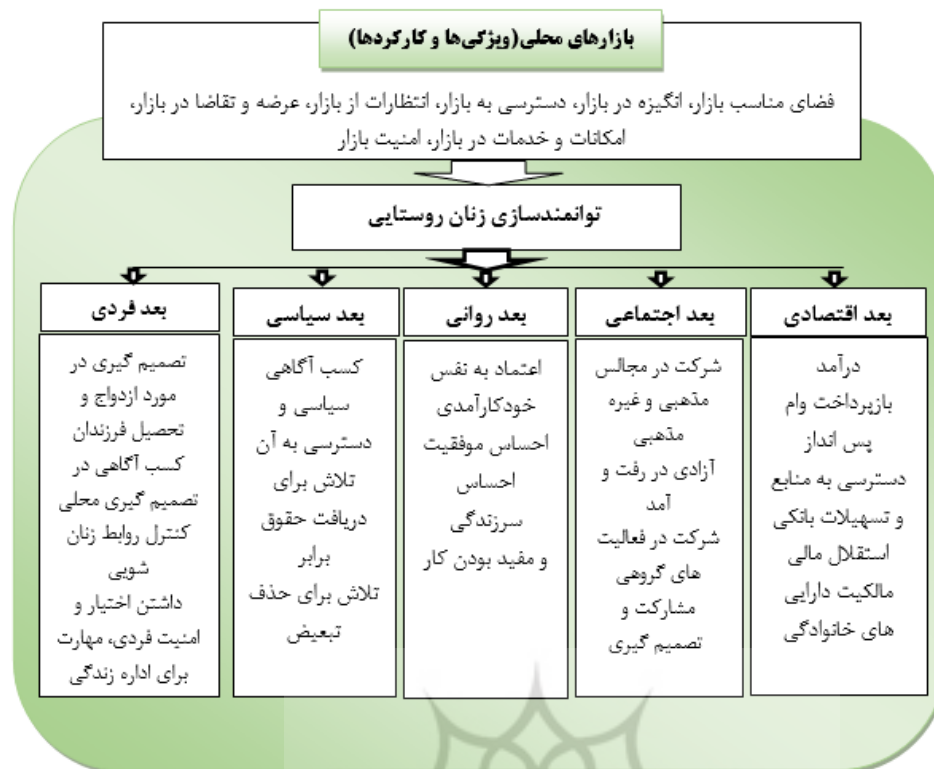 بازارهای محلی(ویژگی‌ها و کارکردها)
فضای مناسب بازار، انگیزه در بازار، دسترسی به بازار، انتظارات از بازار، عرضه و تقاضا در بازار،
امکانات و خدمات در بازار، امنیت بازار
توانمندسازی زنان روستایی
بعد اقتصادی
درآمد
بازپرداخت وام
پس انداز
دسترسی به منابع
و تسهیلات بانکی
استقلال مالی
مالکیت دارایی
های خانوادگی
بعد اجتماعی
شرکت در مجالس
مذهبی و غیره
مذهبی
آزادی در رفت و
آمد
شرکت در فعالیت
های گروهی
مشارکت و
تصمیم گیری
بعد روانی
اعتماد به نفس
خودکارآمدی
احساس موفقیت
احساس
سرزندگی
و مفید بودن کار
بعد سیاسی
کسب آگاهی
سیاسی و
دسترسی به آن
تلاش برای
دریافت حقوق
برابر
تلاش برای حذف
تبعیض
بعد فردی
تصمیم گیری در
مورد ازدواج و
تحصیل فرزندان
کسب آگاهی در
تصمیم گیری محلی
کنترل روابط زنان
شویی
داشتن اختیار و
امنیت فردی، مهارت
برای اداره زندگی